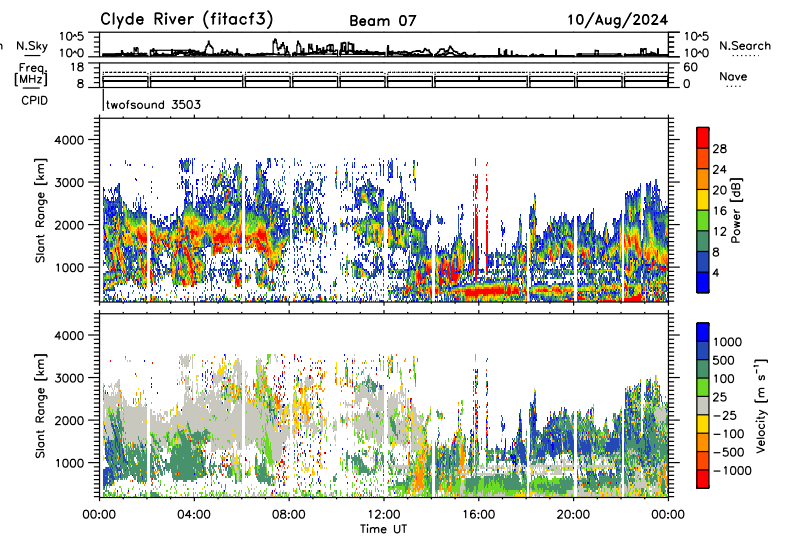 Clyde River (fitacf3) Beam 07 10/Aug/2024
n N.Sky 10^5 10^0 10^5 10^0 N.Search
Freq. [MHz] 18 8 60 0 Nave
CPID twofsound 3503
Slant Range [km] 4000 3000 2000 1000
Power [dB] 28 24 20 16 12 8 4
Slant Range [km] 4000 3000 2000 1000
Velocity [m s⁻¹] 1000 500 100 25 -25 -100 -500 -1000
00:00 04:00 08:00 12:00 16:00 20:00 00:00
Time UT